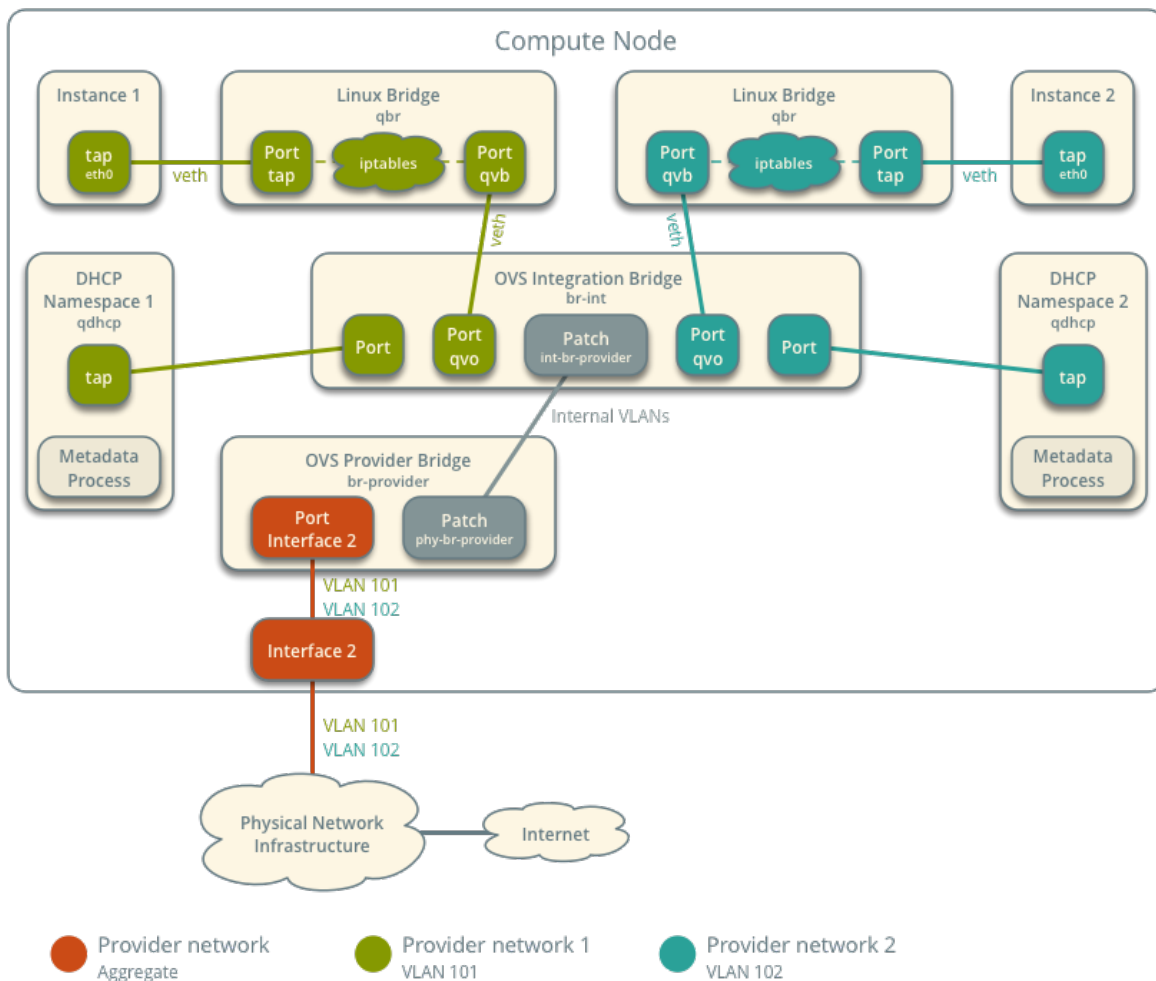 Compute Node
Instance 1
tap
eth0
veth
Linux Bridge
qbr
Port
tap
iptables
Port
qvb
veth
Linux Bridge
qbr
Port
qvb
iptables
Port
tap
veth
veth
Instance 2
tap
eth0
DHCP
Namespace 1
qdhcp
tap
Metadata
Process
OVS Integration Bridge
br-int
Port
Port
qvo
Patch
int-br-provider
Port
qvo
Port
DHCP
Namespace 2
qdhcp
tap
Metadata
Process
Internal VLANs
OVS Provider Bridge
br-provider
Port
Interface 2
Patch
phy-br-provider
VLAN 101
VLAN 102
Interface 2
VLAN 101
VLAN 102
Physical Network
Infrastructure
Internet
Provider network
Aggregate
Provider network 1
VLAN 101
Provider network 2
VLAN 102